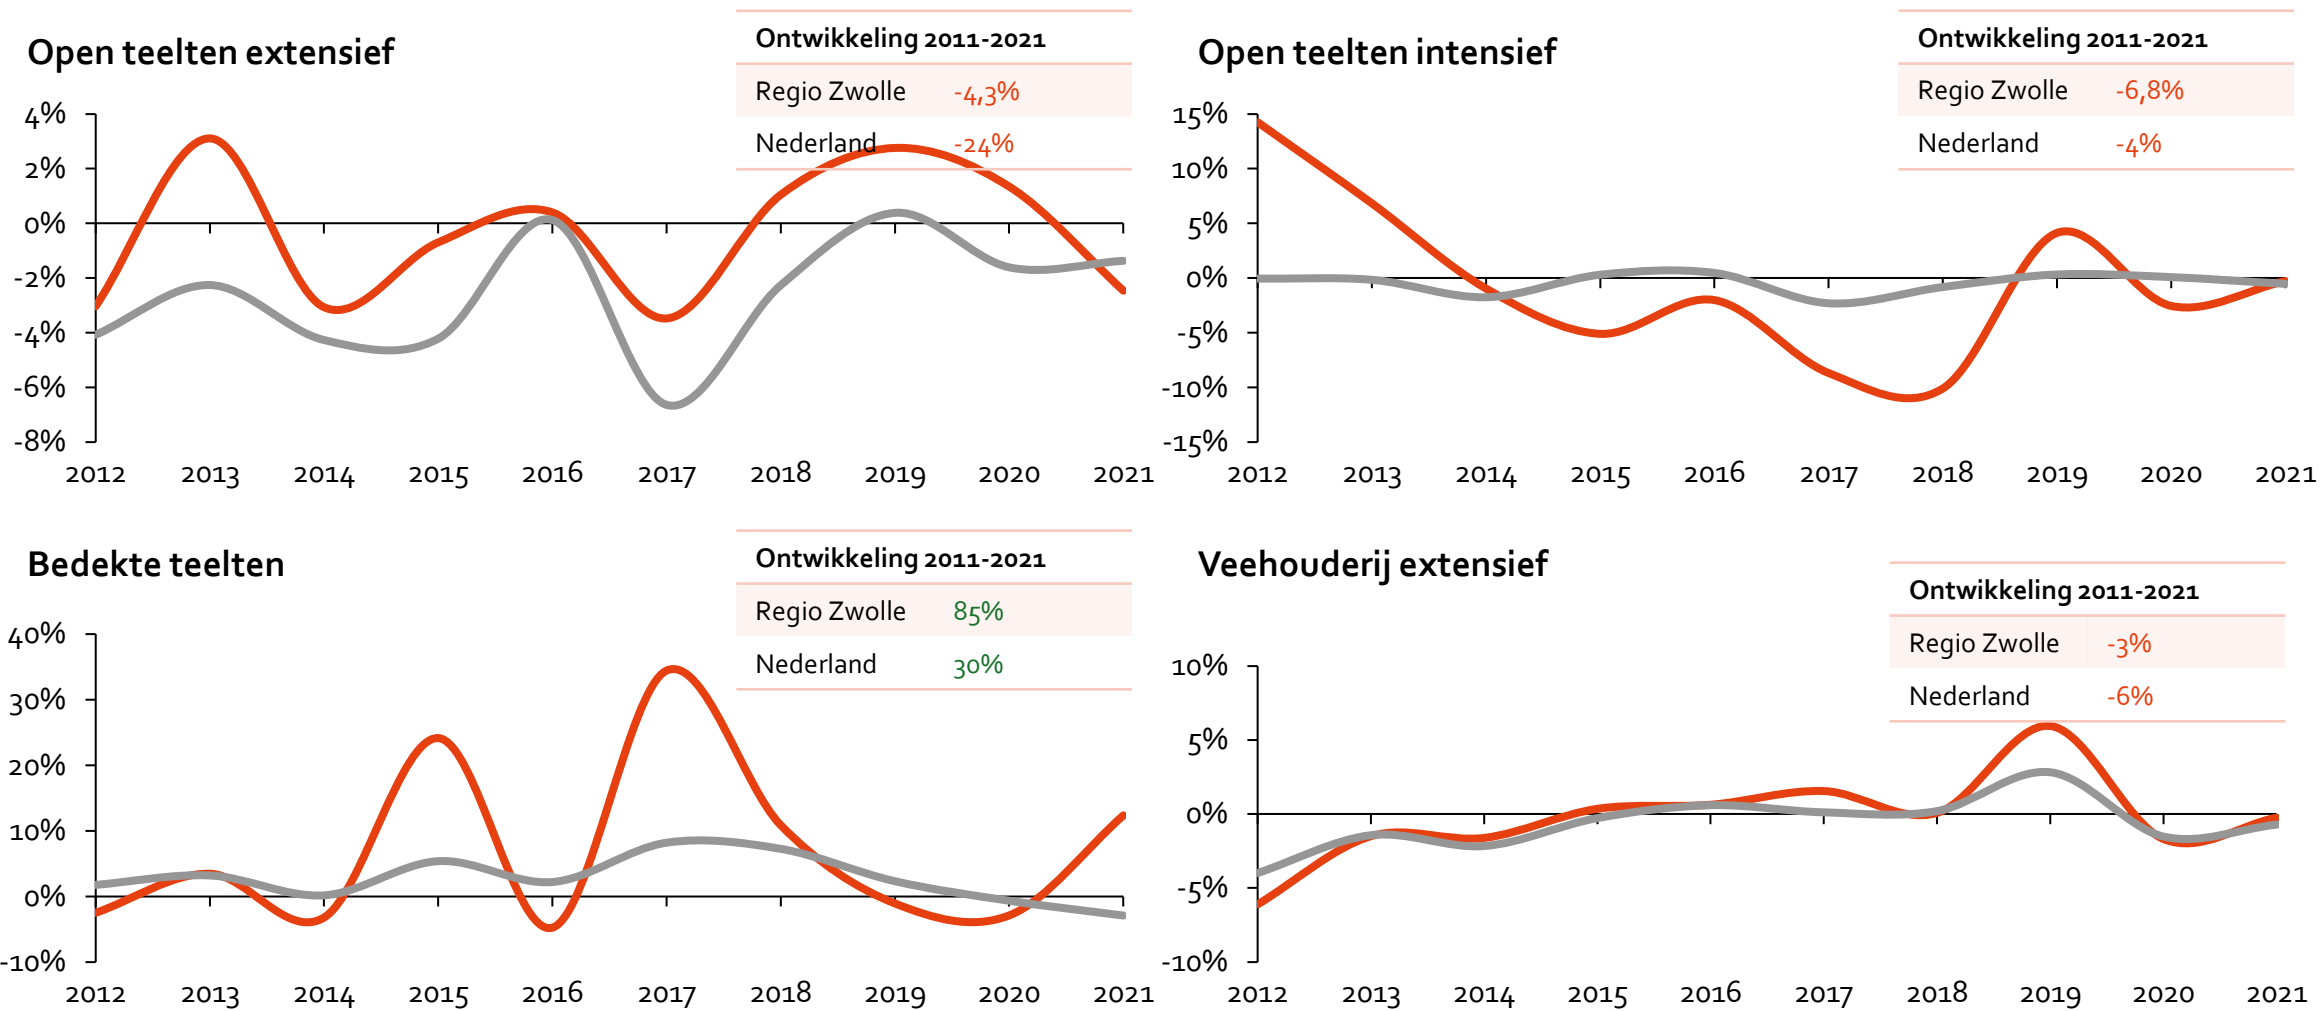 Open teelten extensief
Ontwikkeling 2011-2021
Regio Zwolle -4,3%
Nederland -24%
4%
2%
0%
-2%
-4%
-6%
-8%
2012 2013 2014 2015 2016 2017 2018 2019 2020 2021
Open teelten intensief
Ontwikkeling 2011-2021
Regio Zwolle -6,8%
Nederland -4%
15%
10%
5%
0%
-5%
-10%
-15%
2012 2013 2014 2015 2016 2017 2018 2019 2020 2021
Bedekte teelten
Ontwikkeling 2011-2021
Regio Zwolle 85%
Nederland 30%
40%
30%
20%
10%
0%
-10%
2012 2013 2014 2015 2016 2017 2018 2019 2020 2021
Veehouderij extensief
Ontwikkeling 2011-2021
Regio Zwolle -3%
Nederland -6%
10%
5%
0%
-5%
-10%
2012 2013 2014 2015 2016 2017 2018 2019 2020 2021